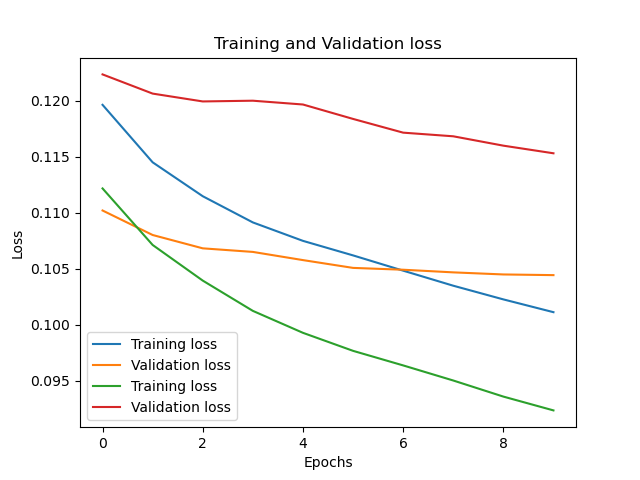 Training and Validation loss
Loss
0.120
0.115
0.110
0.105
0.100
0.095
Training loss
Validation loss
Training loss
Validation loss
0 2 4 6 8
Epochs